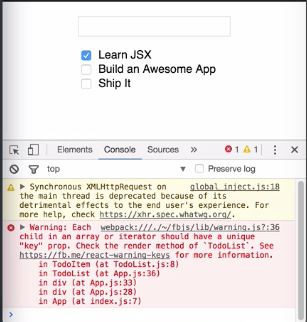 Learn JSX
Build an Awesome App
Ship It
Elements Console Sources » 1 1
top Preserve log
Synchronous XMLHttpRequest on global inject.js:18
the main thread is deprecated because of its
detrimental effects to the end user's experience. For
more help, check https://xhr.spec.whatwg.org/.
Warning: Each webpack:///./~/fbjs/lib/warning.js?:36
child in an array or iterator should have a unique
"key" prop. Check the render method of `TodoList`. See
https://fb.me/react-warning-keys for more information.
in TodoItem (at TodoList.js:8)
in TodoList (at App.js:36)
in div (at App.js:33)
in div (at App.js:28)
in App (at index.js:7)